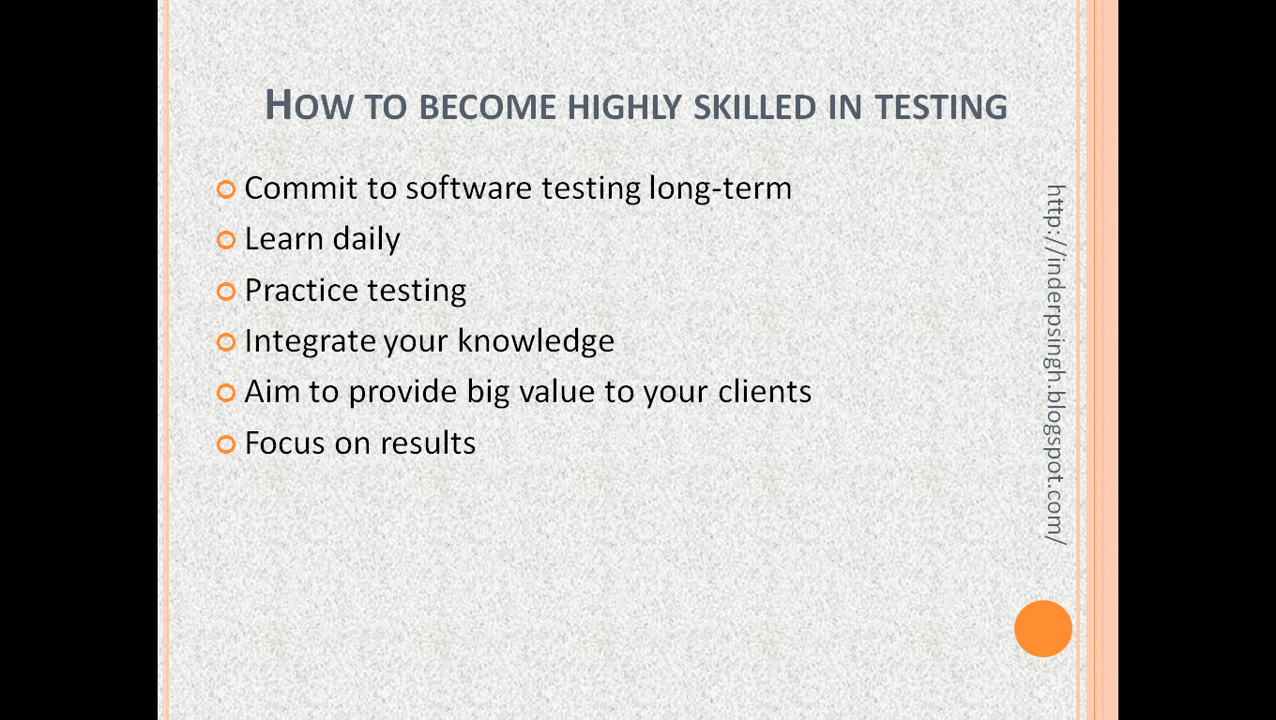 How to become highly skilled in testing
Commit to software testing long-term
Learn daily
Practice testing
Integrate your knowledge
Aim to provide big value to your clients
Focus on results
http://inderpsingh.blogspot.com/